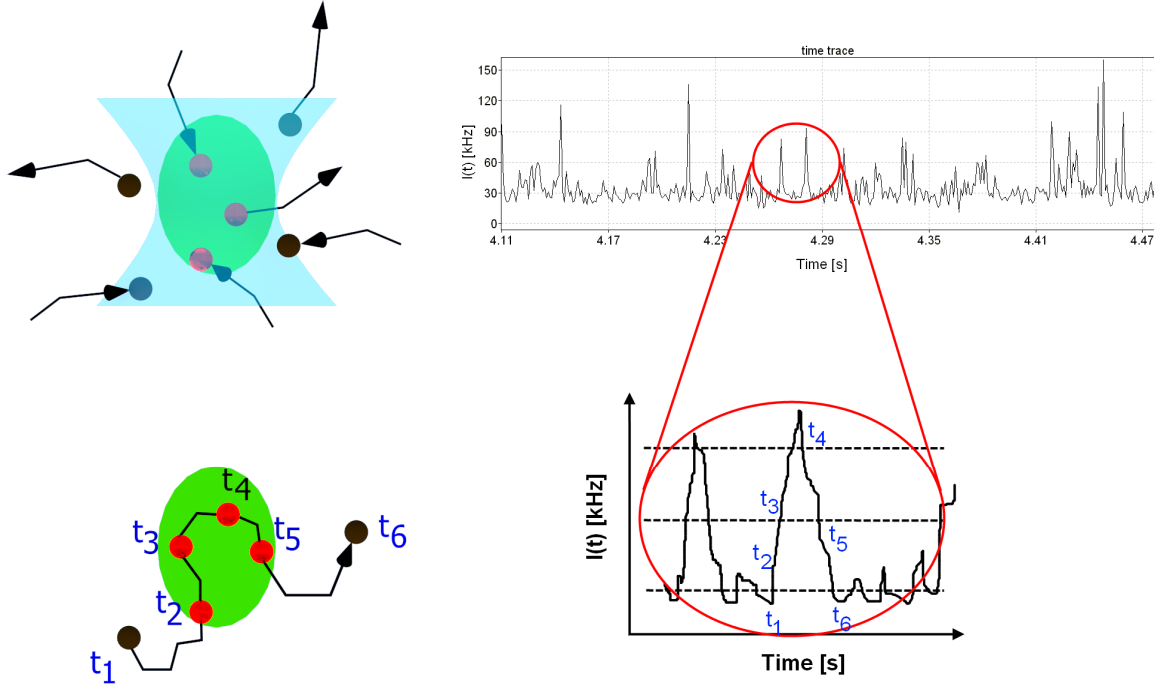 time trace
I(t) [kHz]
150
120
90
60
30
0
4.11
4.17
4.23
4.29
4.35
4.41
4.47
Time [s]
t4
t3
t5
t6
t2
t1
I(t) [kHz]
t4
t3
t5
t2
t1
t6
Time [s]